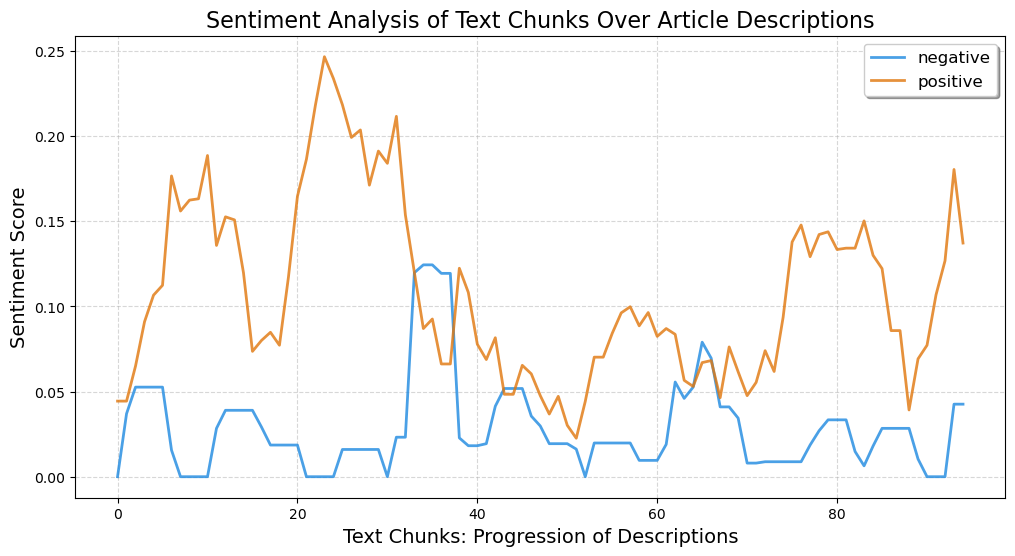 Sentiment Analysis of Text Chunks Over Article Descriptions
negative
positive
Sentiment Score
0.25
0.20
0.15
0.10
0.05
0.00
0 20 40 60 80
Text Chunks: Progression of Descriptions